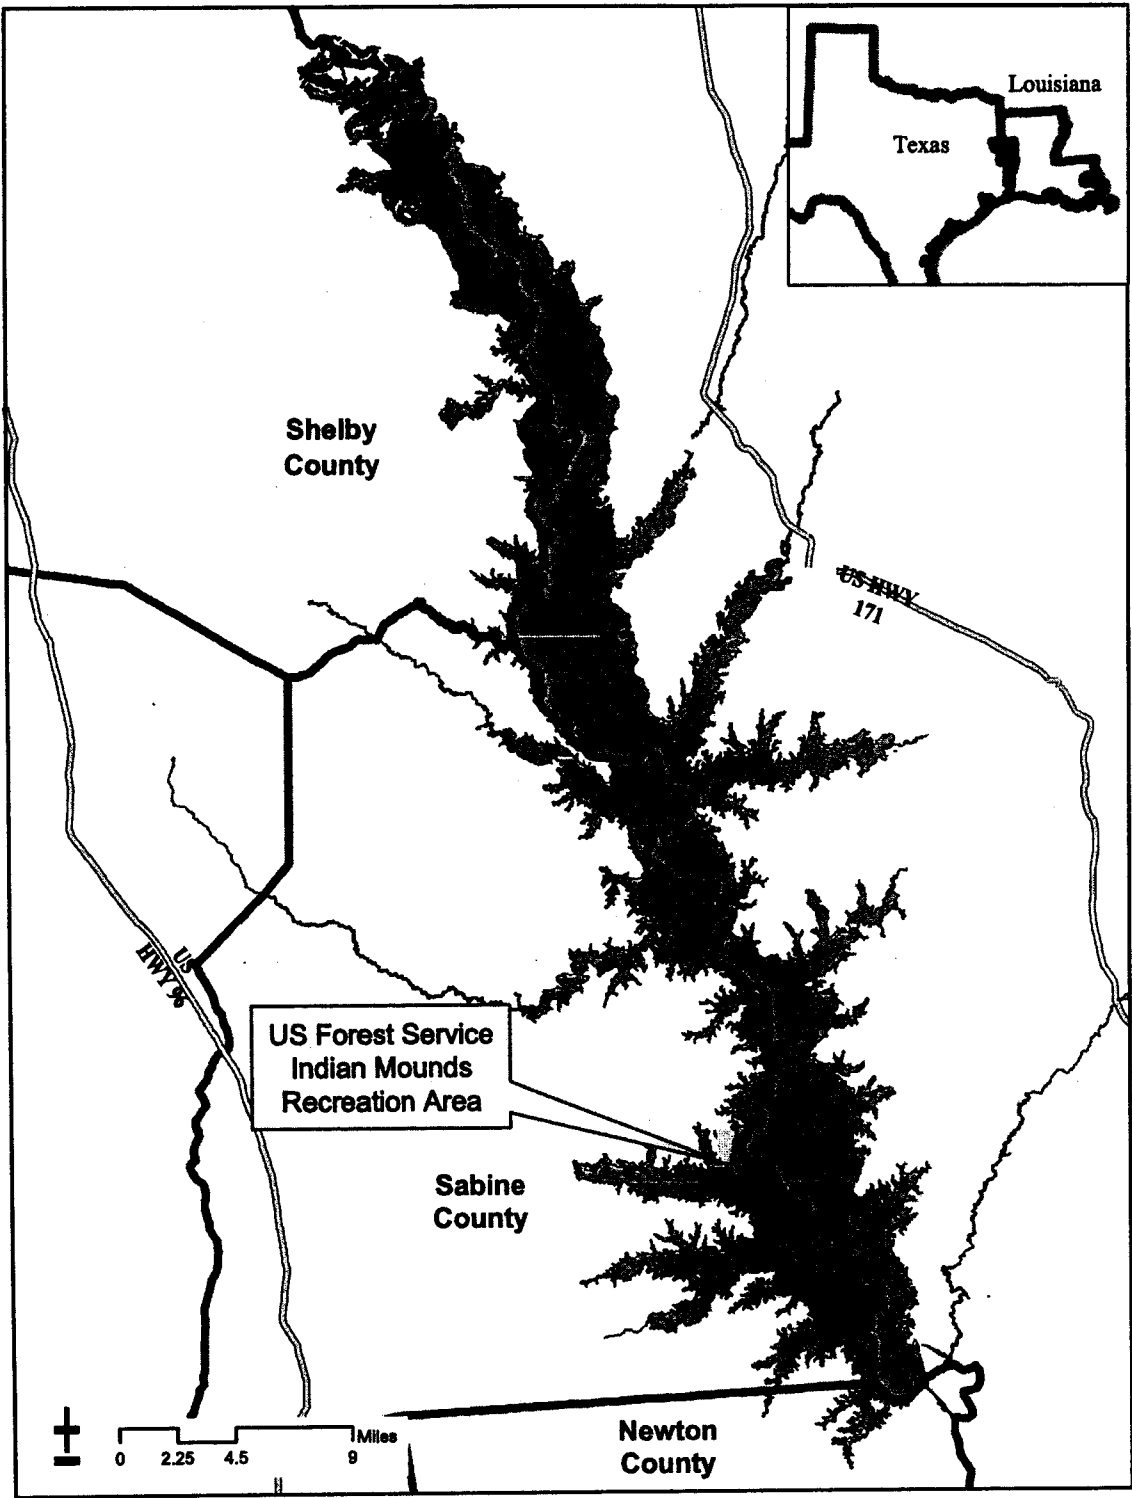 Louisiana
Texas
Shelby
County
US HWY
171
US
HWY 96
US Forest Service
Indian Mounds
Recreation Area
Sabine
County
Newton
County
Miles
0 2.25 4.5 9